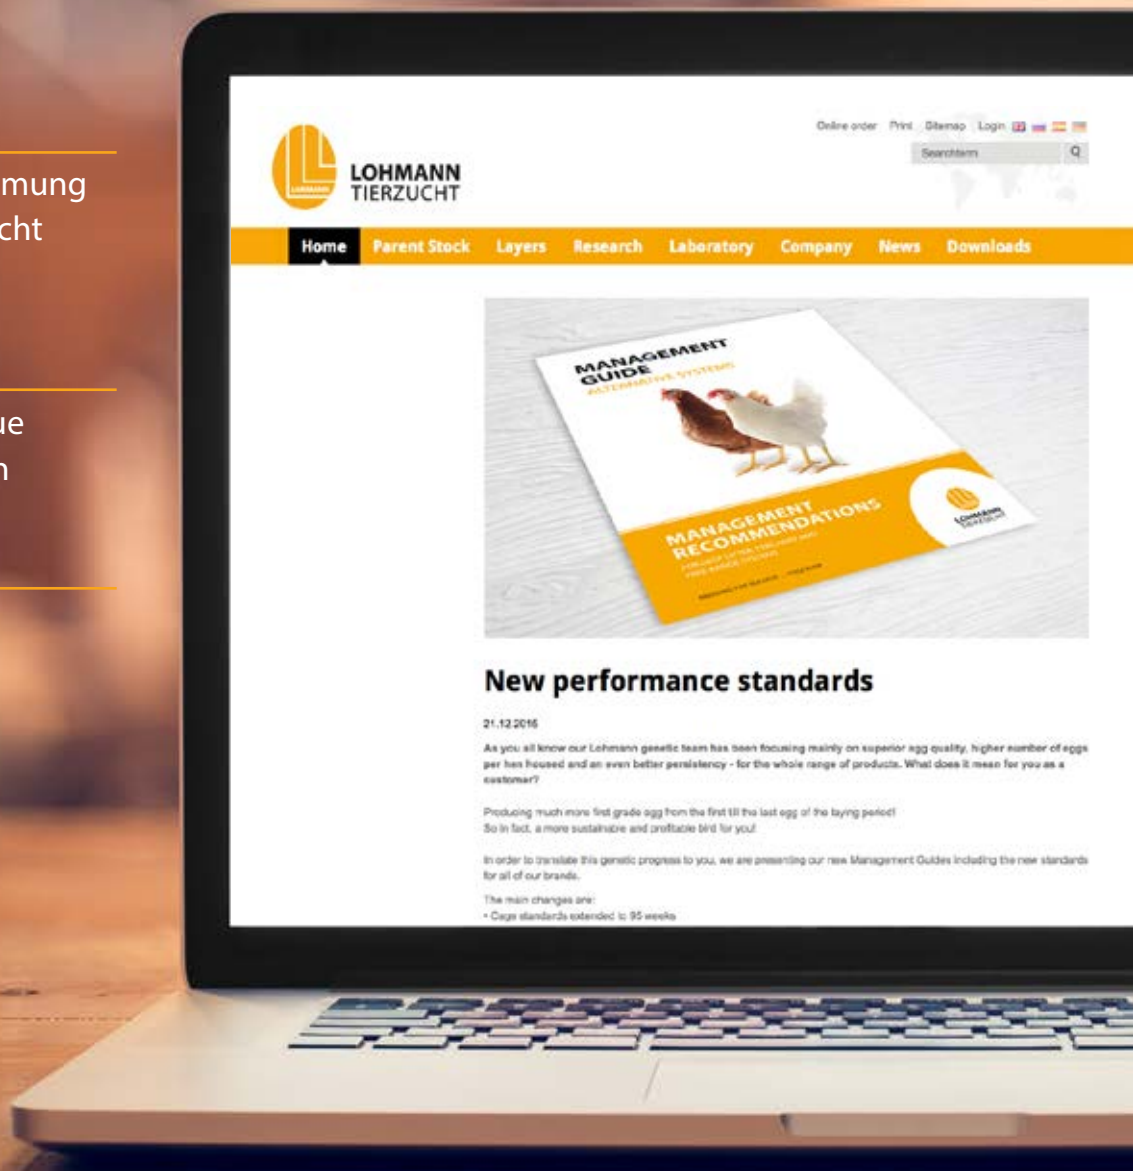 mung
cht
ue
n
LOHMANN
LOHMANN
TIERZUCHT
Online order Print Sitemap Login
Searchterm
Home Parent Stock Layers Research Laboratory Company News Downloads
MANAGEMENT
GUIDE
ALTERNATIVE SYSTEMS
MANAGEMENT
RECOMMENDATIONS
LOHMANN
TIERZUCHT
New performance standards
21.12.2016
As you all know our Lohmann genetic team has been focusing mainly on superior egg quality, higher number of eggs
per hen housed and an even better persistency - for the whole range of products. What does it mean for you as a
customer?
Producing much more first grade egg from the first till the last egg of the laying period!
So in fact, a more sustainable and profitable bird for you!
In order to translate this genetic progress to you, we are presenting our new Management Guides including the new standards
for all of our brands.
The main changes are:
• Cage standards extended to 95 weeks